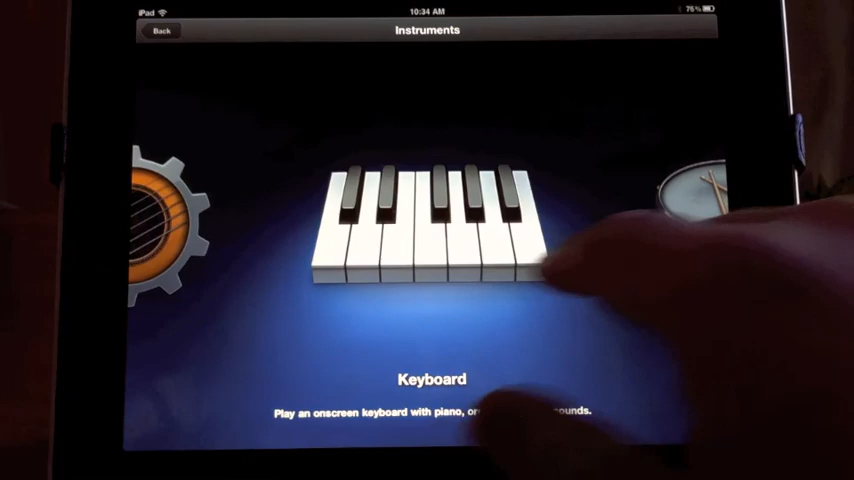 iPad 10:34 AM 75%
Back Instruments
Keyboard
Play an onscreen keyboard with piano, sounds.